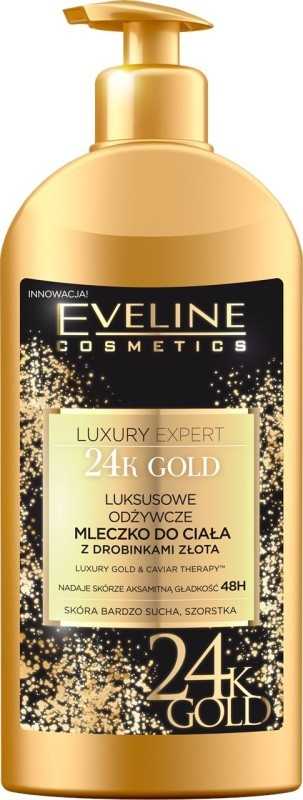 INNOWACJA!
EVELINE
COSMETICS
LUXURY EXPERT
24K GOLD
LUKSUSOWE
ODŻYWCZE
MLECZKO DO CIAŁA
Z DROBINKAMI ZŁOTA
LUXURY GOLD & CAVIAR THERAPY™
NADAJE SKÓRZE AKSAMITNĄ GŁADKOŚĆ 48H
SKÓRA BARDZO SUCHA, SZORSTKA
24K
GOLD